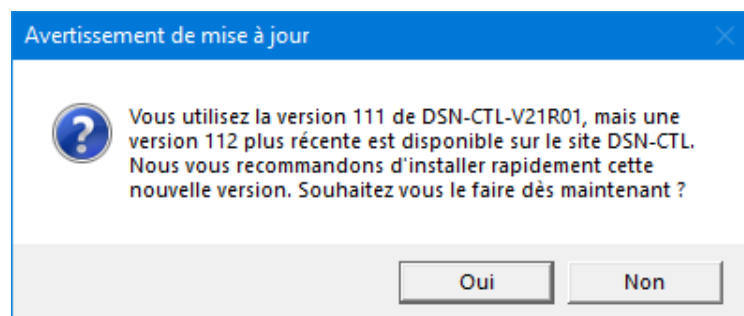 Avertissement de mise à jour
Vous utilisez la version 111 de DSN-CTL-V21R01, mais une
version 112 plus récente est disponible sur le site DSN-CTL.
Nous vous recommandons d'installer rapidement cette
nouvelle version. Souhaitez vous le faire dès maintenant ?
Oui
Non